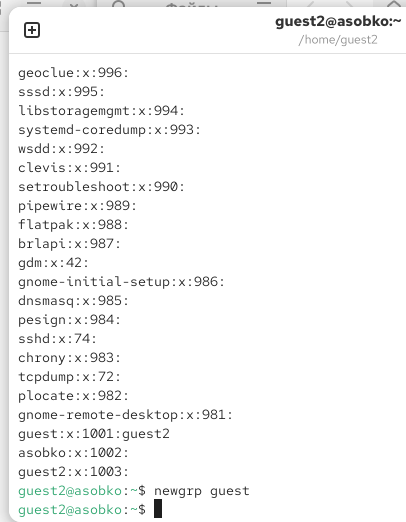 Файлы
guest2@asobko:~
/home/guest2
geoclue:x:996:
sssd:x:995:
libstoragemgmt:x:994:
systemd-coredump:x:993:
wsdd:x:992:
clevis:x:991:
setroubleshoot:x:990:
pipewire:x:989:
flatpak:x:988:
brlapi:x:987:
gdm:x:42:
gnome-initial-setup:x:986:
dnsmasq:x:985:
pesign:x:984:
sshd:x:74:
chrony:x:983:
tcpdump:x:72:
plocate:x:982:
gnome-remote-desktop:x:981:
guest:x:1001:guest2
asobko:x:1002:
guest2:x:1003:
guest2@asobko:~$ newgrp guest
guest2@asobko:~$